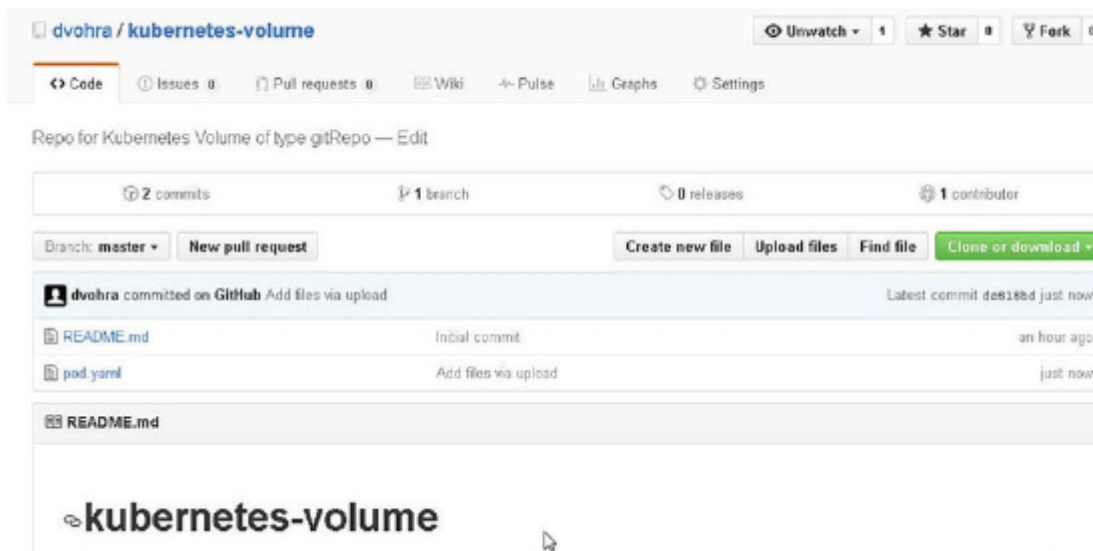 dvohra / kubernetes-volume
Unwatch 1 Star 0 Fork
Code Issues 0 Pull requests 0 Wiki Pulse Graphs Settings
Repo for Kubernetes Volume of type gitRepo — Edit
2 commits 1 branch 0 releases 1 contributor
Branch: master New pull request Create new file Upload files Find file Clone or download
dvohra committed on GitHub Add files via upload Latest commit de618bd just now
README.md Initial commit an hour ago
pod.yaml Add files via upload just now
README.md
kubernetes-volume